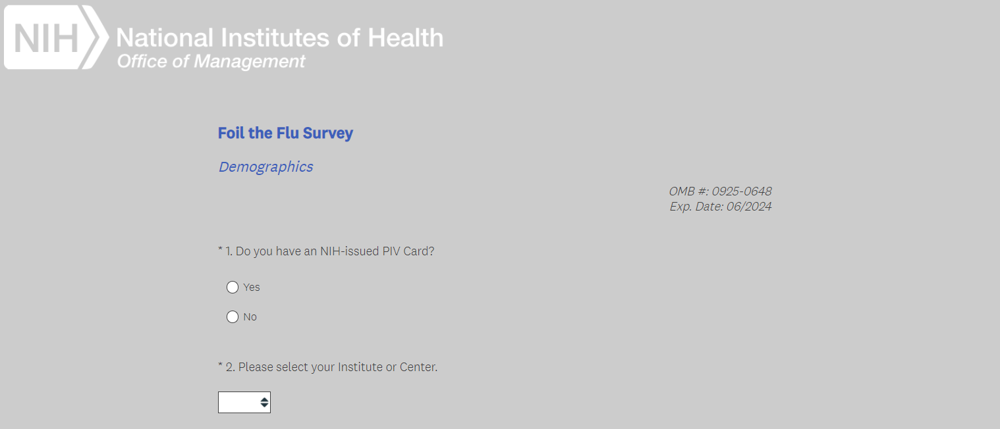 NIH
National Institutes of Health
Office of Management
Foil the Flu Survey
Demographics
OMB #: 0925-0648
Exp. Date: 06/2024
* 1. Do you have an NIH-issued PIV Card?
Yes
No
* 2. Please select your Institute or Center.